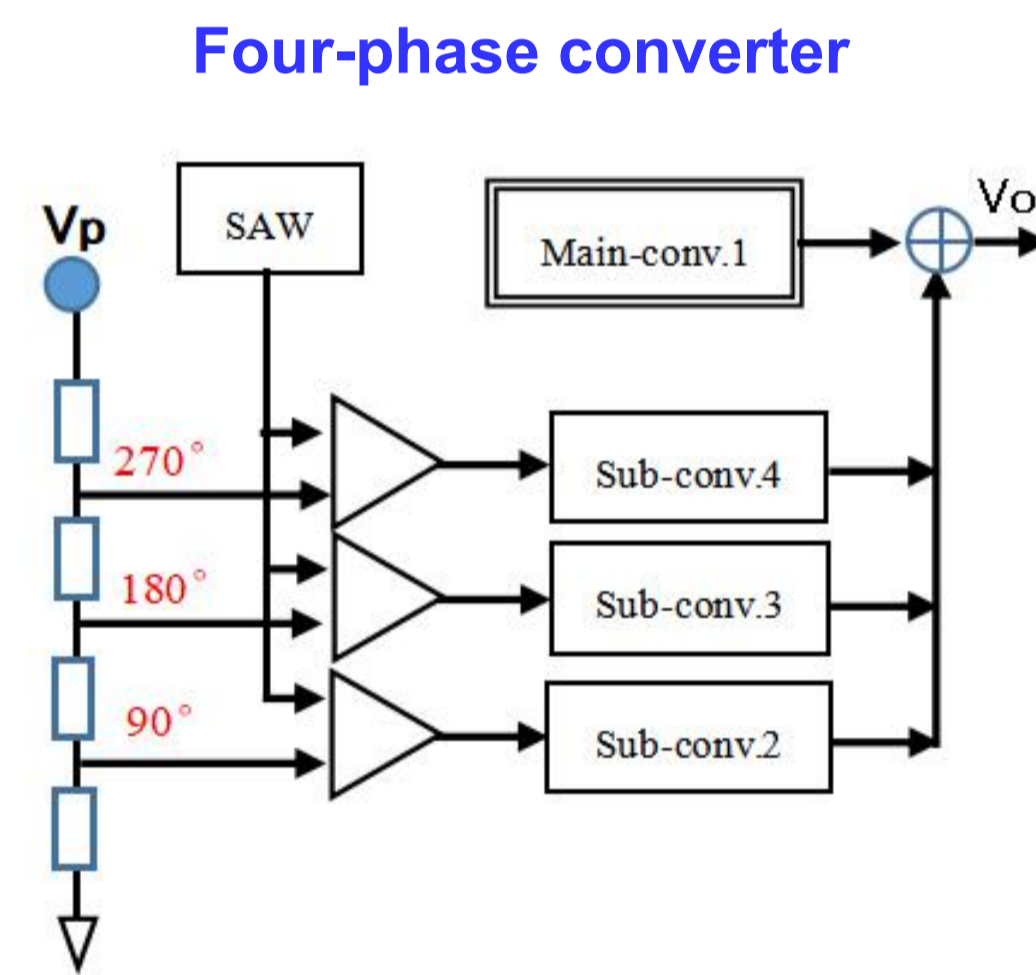 Four-phase converter
SAW
Vp
Main-conv.1
Vo
270°
Sub-conv.4
180°
Sub-conv.3
90°
Sub-conv.2